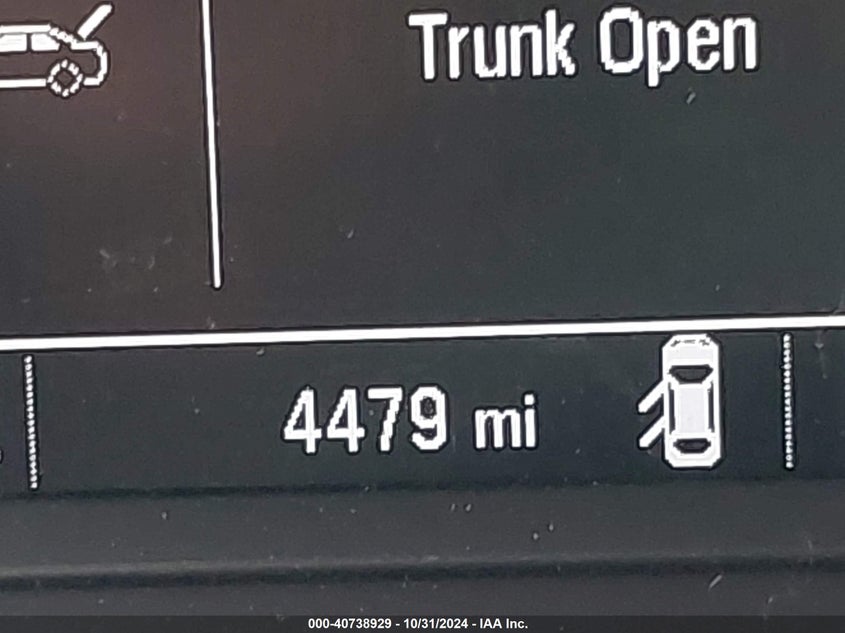 Trunk Open
4479 mi
000-40738929 - 10/31/2024 - IAA Inc.